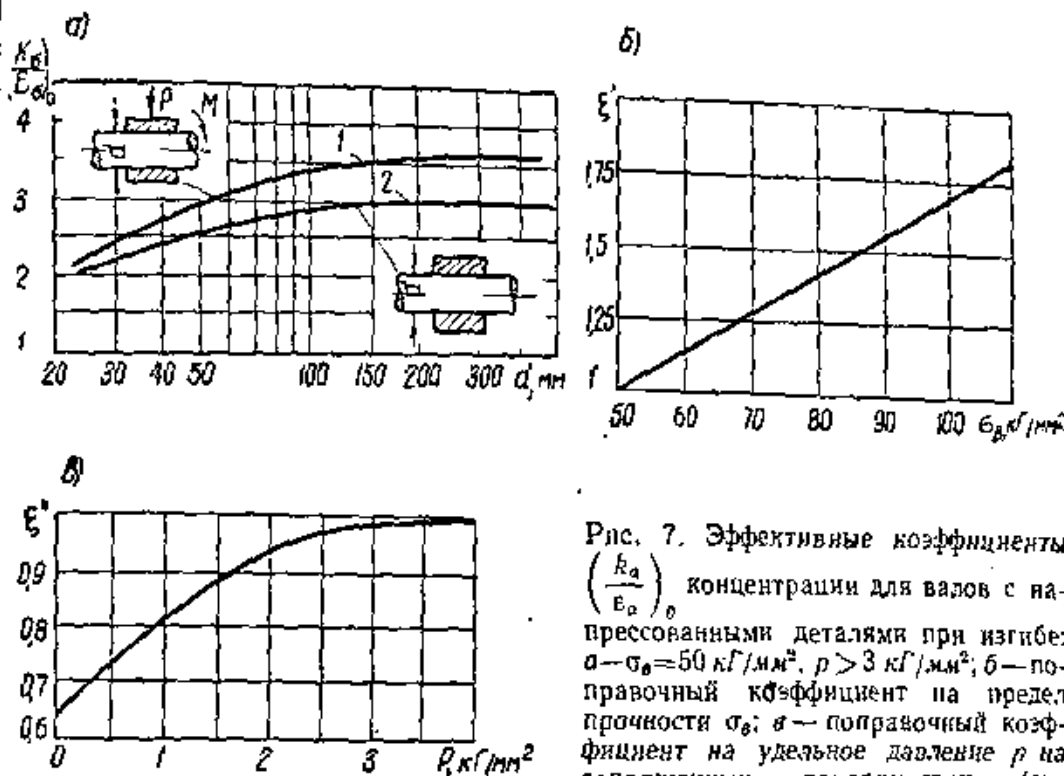 а)
4
3
2
1
P
M
1
2
20 30 40 50 100 150 200 300 d, мм
б)
ξ'
1,75
1,5
1,25
1
50 60 70 80 90 100 σв, кГ/мм²
в)
ξ"
0,9
0,8
0,7
0,6
0 1 2 3 P, кГ/мм²
Рис. 7. Эффективные коэффициенты
(kσ/εσ)₀ концентрации для валов с на-
прессованными деталями при изгибе:
а—σв=50 кГ/мм², p>3 кГ/мм²; б—по-
правочный коэффициент на предел
прочности σв; в — поправочный коэф-
фициент на удельное давление p на